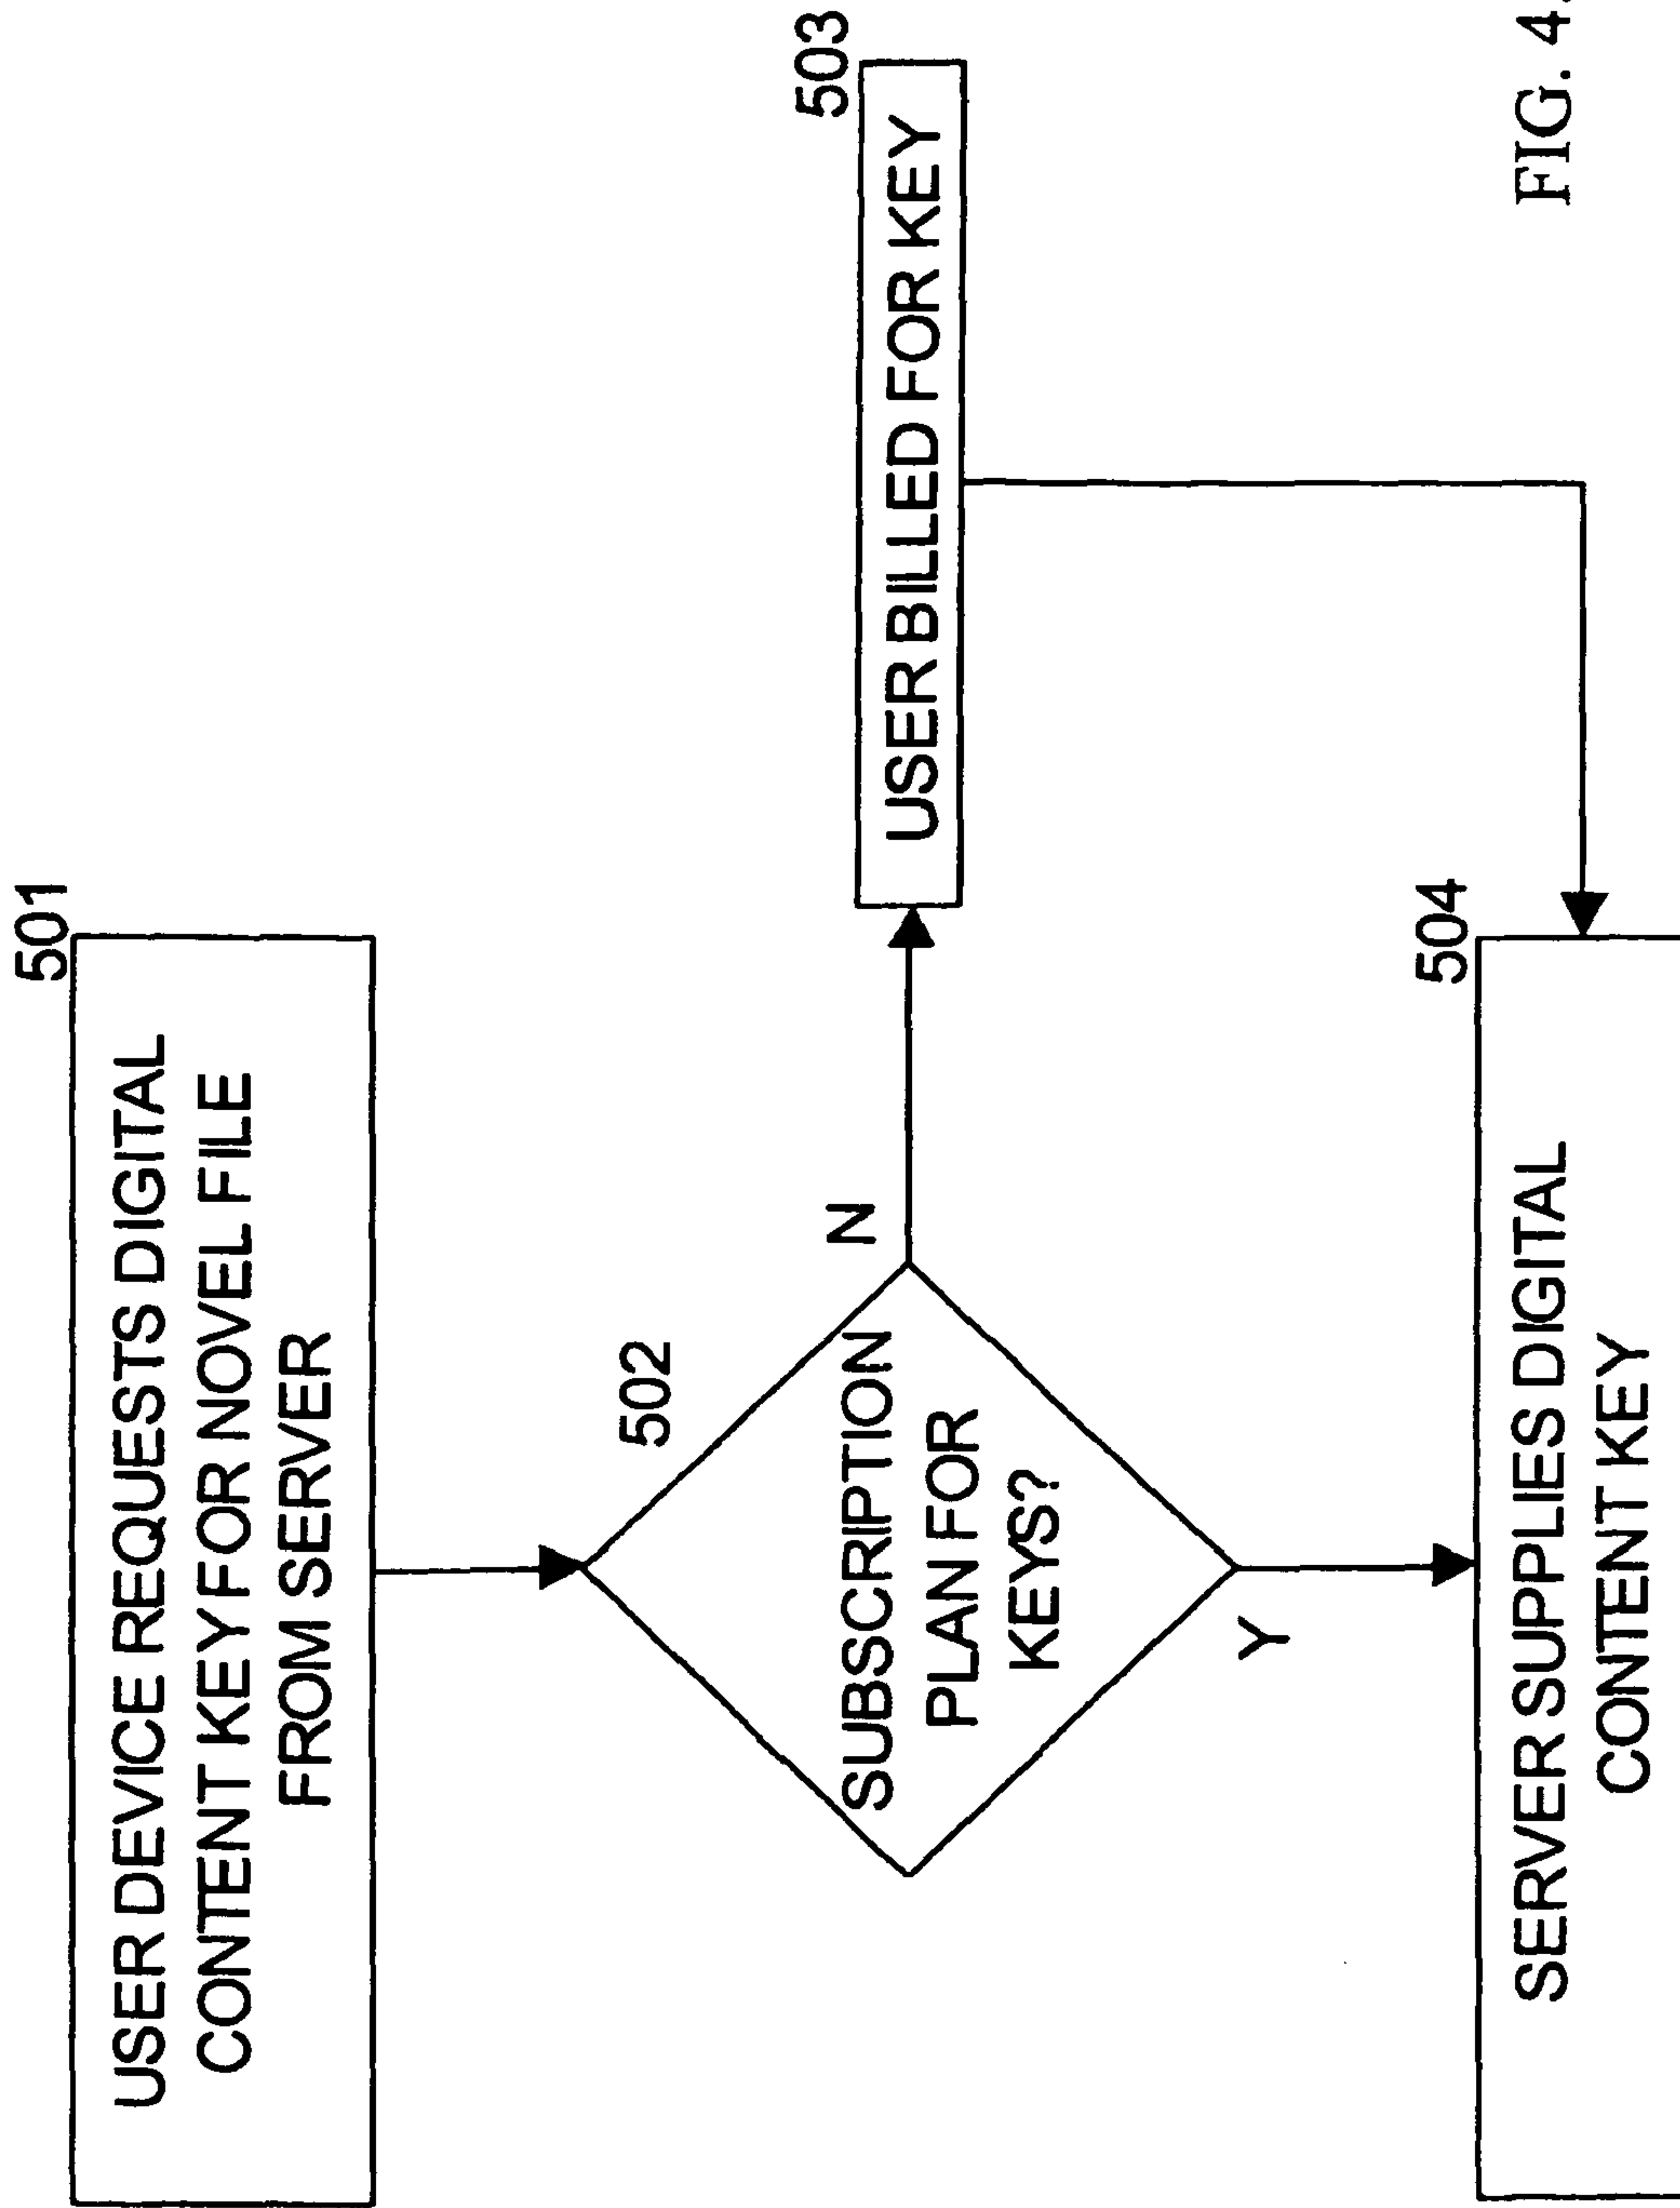 501
USER DEVICE REQUESTS DIGITAL
CONTENT KEY FOR NOVEL FILE
FROM SERVER
502
SUBSCRIPTION
PLAN FOR
KEYS?
N
Y
503
USER BILLED FOR KEY
504
SERVER SUPPLIES DIGITAL
CONTENT KEY
FIG. 4.